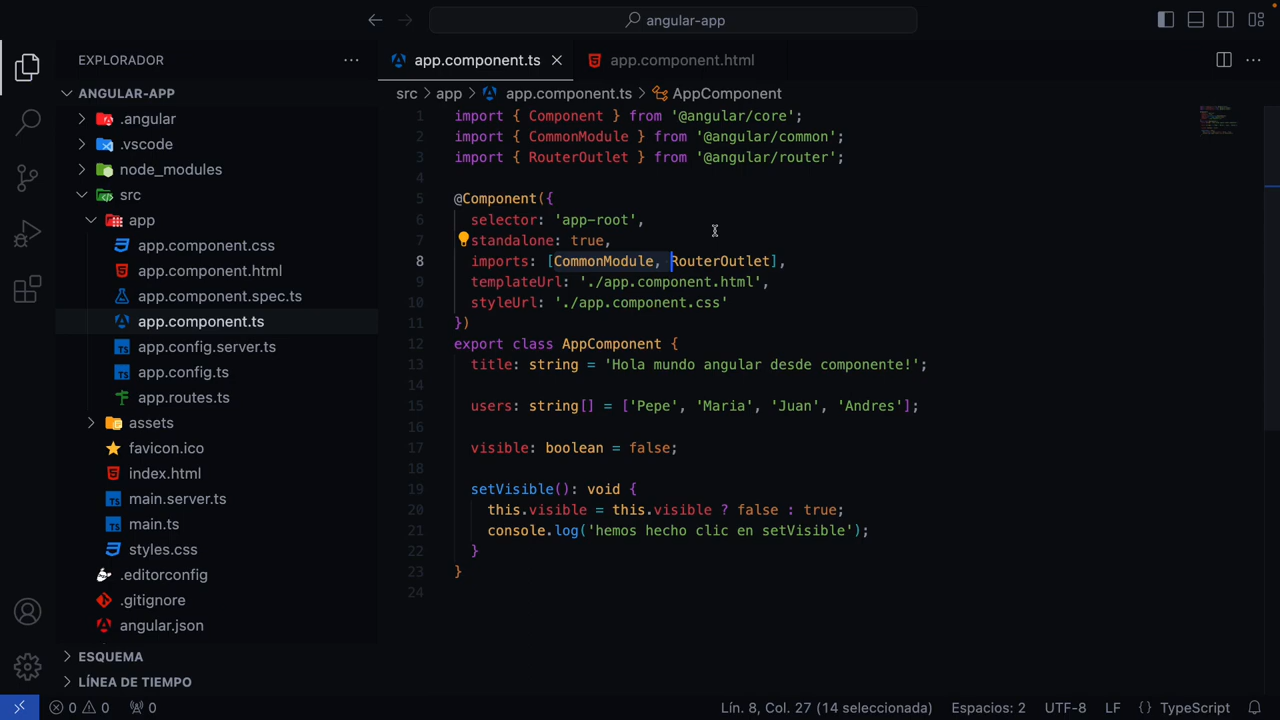 angular-app
EXPLORADOR
ANGULAR-APP
.angular
.vscode
node_modules
src
app
app.component.css
app.component.html
app.component.spec.ts
app.component.ts
app.config.server.ts
app.config.ts
app.routes.ts
assets
favicon.ico
index.html
main.server.ts
main.ts
styles.css
.editorconfig
.gitignore
angular.json
ESQUEMA
LÍNEA DE TIEMPO
app.component.ts
app.component.html
src > app > app.component.ts > AppComponent
1 import { Component } from '@angular/core';
2 import { CommonModule } from '@angular/common';
3 import { RouterOutlet } from '@angular/router';
4
5 @Component({
6 selector: 'app-root',
7 standalone: true,
8 imports: [CommonModule, RouterOutlet],
9 templateUrl: './app.component.html',
10 styleUrl: './app.component.css'
11 })
12 export class AppComponent {
13 title: string = 'Hola mundo angular desde componente!';
14
15 users: string[] = ['Pepe', 'Maria', 'Juan', 'Andres'];
16
17 visible: boolean = false;
18
19 setVisible(): void {
20 this.visible = this.visible ? false : true;
21 console.log('hemos hecho clic en setVisible');
22 }
23 }
24
0 0 0 Lín. 8, Col. 27 (14 seleccionada) Espacios: 2 UTF-8 LF {} TypeScript